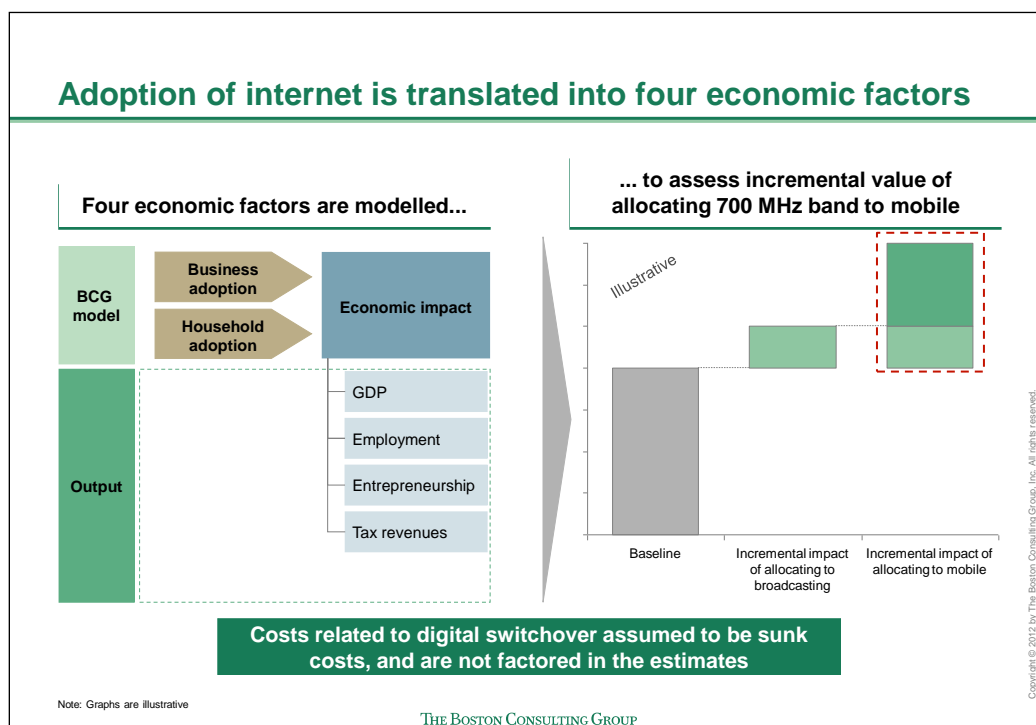 Adoption of internet is translated into four economic factors
Four economic factors are modelled...
BCG
model
Business
adoption
Household
adoption
Economic impact
Output
GDP
Employment
Entrepreneurship
Tax revenues
... to assess incremental value of
allocating 700 MHz band to mobile
Illustrative
Baseline
Incremental impact
of allocating to
broadcasting
Incremental impact of
allocating to mobile
Costs related to digital switchover assumed to be sunk
costs, and are not factored in the estimates
Note: Graphs are illustrative
THE BOSTON CONSULTING GROUP
Copyright © 2012 by The Boston Consulting Group, Inc. All rights reserved.